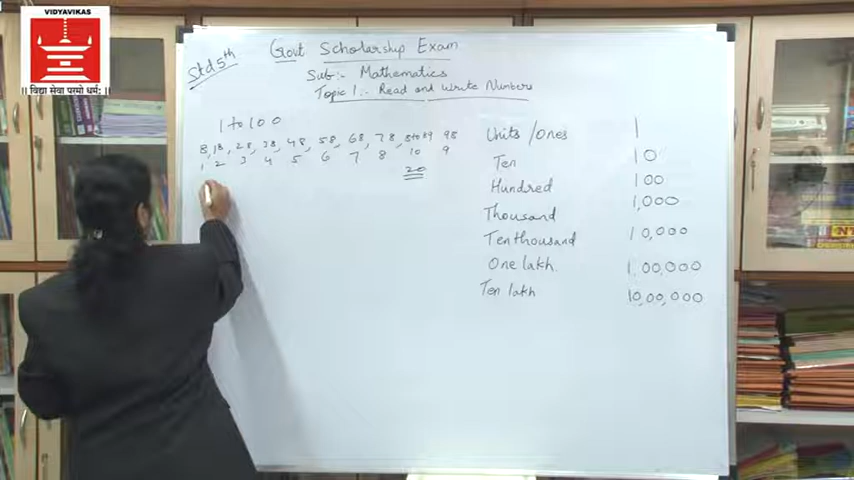 VIDYAVIKAS
|| विद्या सेवा परमो धर्मः ||
Std 5th
Govt Scholarship Exam
Sub:- Mathematics
Topic 1:- Read and Write Numbers
1 to 100
8, 18, 28, 38, 48, 58, 68, 78, 80 to 89 98
1 2 3 4 5 6 7 8 10 9
20
Units/Ones 1
Ten 10
Hundred 100
Thousand 1,000
Tenthousand 10,000
One lakh 1,00,000
Ten lakh 10,00,000